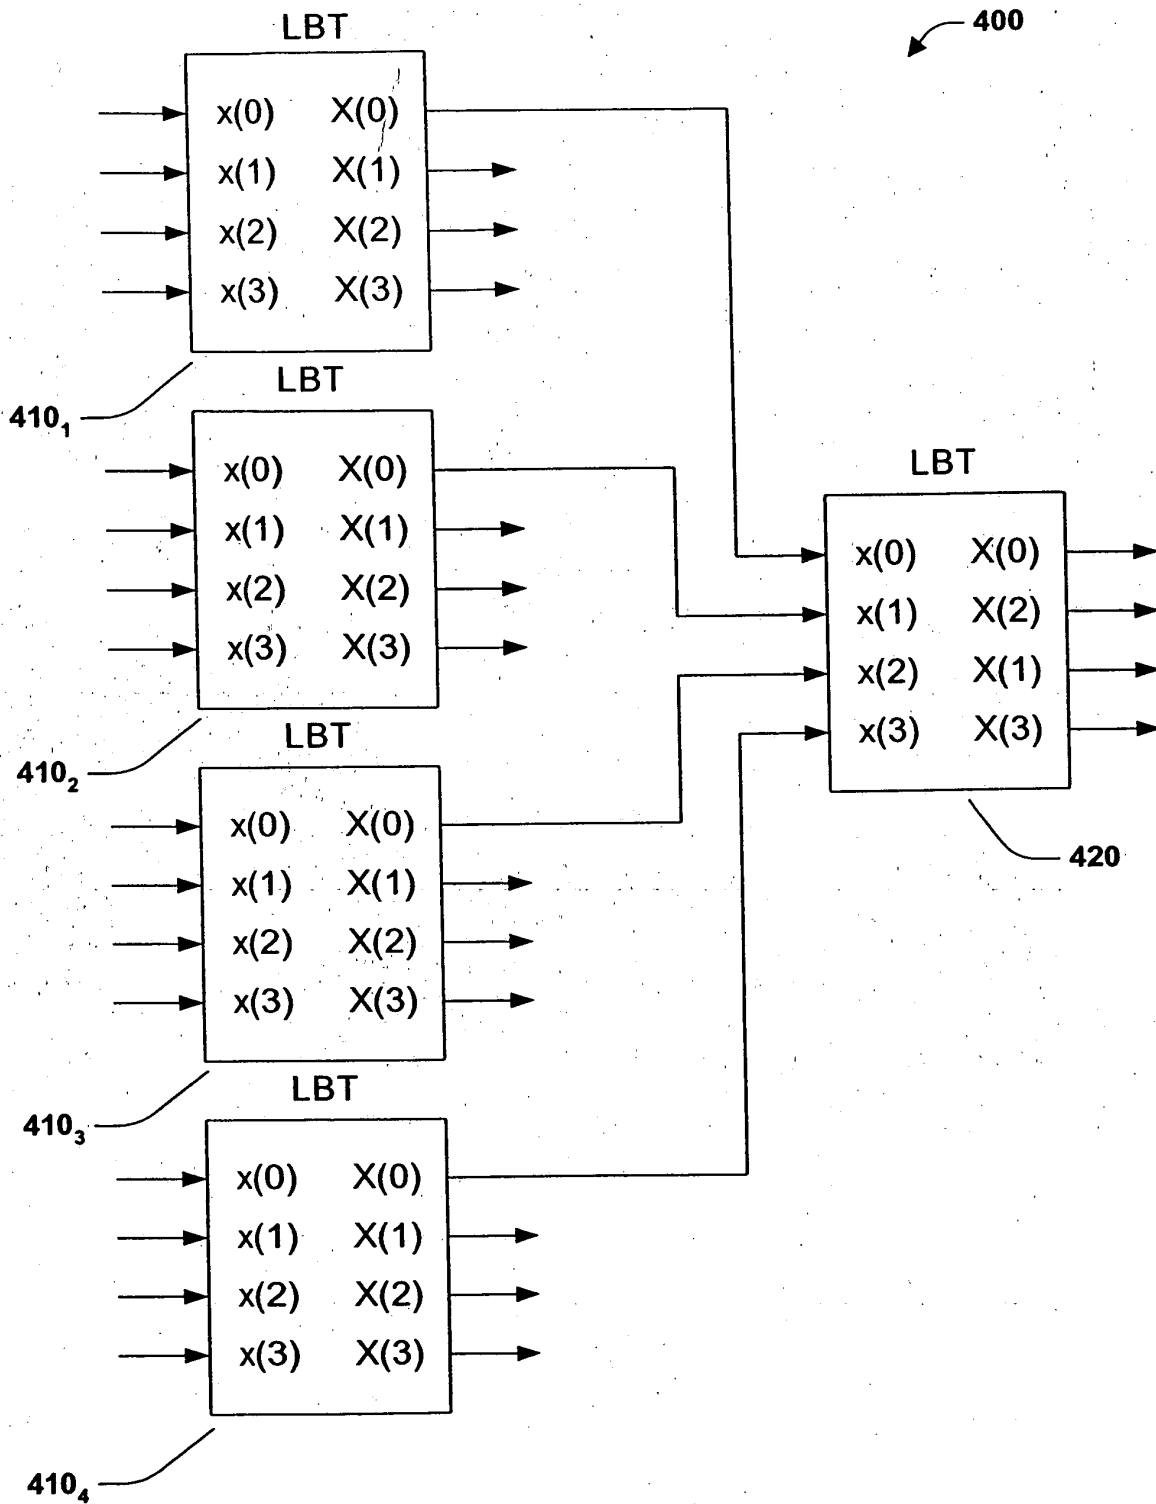 400
LBT
x(0) X(0)
x(1) X(1)
x(2) X(2)
x(3) X(3)
410₁
LBT
x(0) X(0)
x(1) X(1)
x(2) X(2)
x(3) X(3)
410₂
LBT
x(0) X(0)
x(1) X(1)
x(2) X(2)
x(3) X(3)
410₃
LBT
x(0) X(0)
x(1) X(1)
x(2) X(2)
x(3) X(3)
410₄
LBT
x(0) X(0)
x(1) X(2)
x(2) X(1)
x(3) X(3)
420